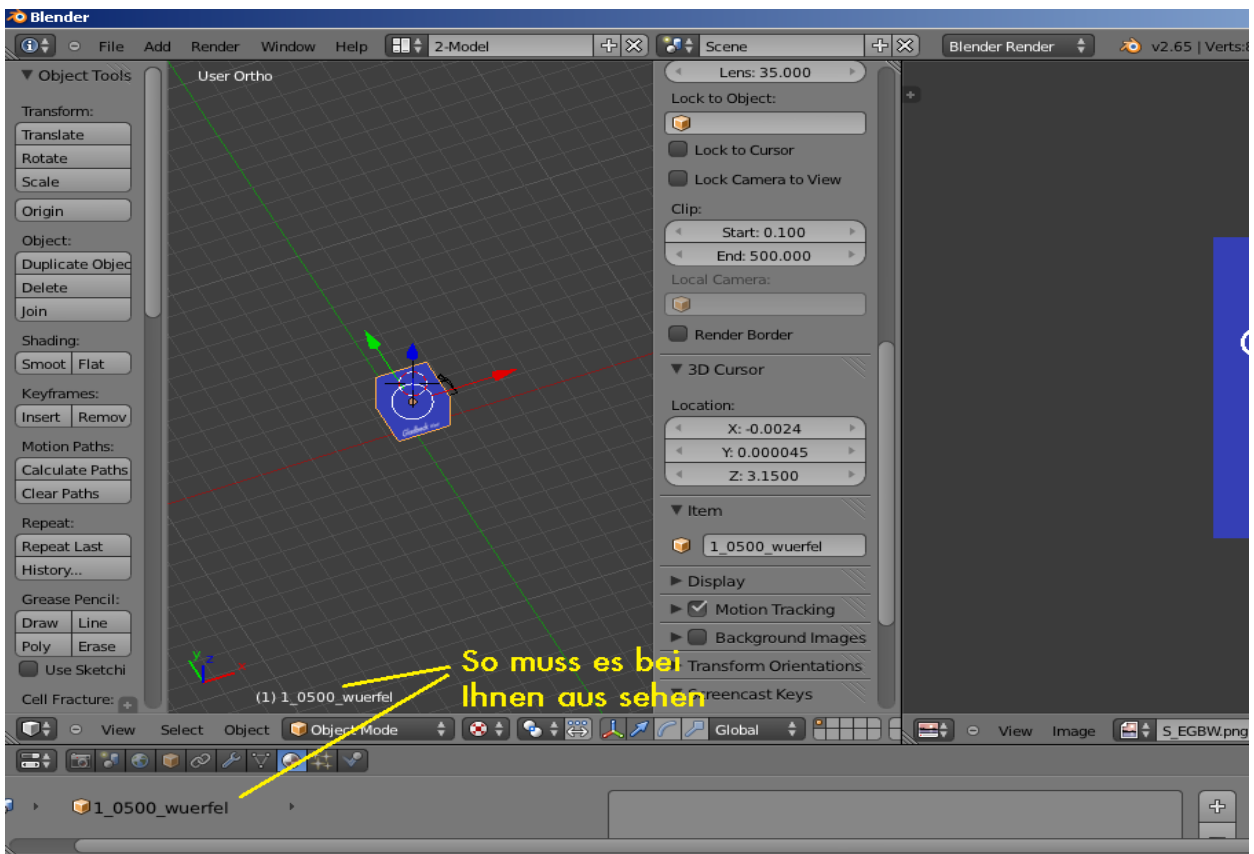 Blender
File Add Render Window Help 2-Model Scene Blender Render v2.65 | Verts:8
Object Tools
Transform:
Translate
Rotate
Scale
Origin
Object:
Duplicate Objec
Delete
Join
Shading:
Smoot Flat
Keyframes:
Insert Remov
Motion Paths:
Calculate Paths
Clear Paths
Repeat:
Repeat Last
History...
Grease Pencil:
Draw Line
Poly Erase
Use Sketchi
Cell Fracture:
User Ortho
y z
(1) 1_0500_wuerfel
So muss es bei
Ihnen aus sehen
Lens: 35.000
Lock to Object:
Lock to Cursor
Lock Camera to View
Clip:
Start: 0.100
End: 500.000
Local Camera:
Render Border
3D Cursor
Location:
X: -0.0024
Y: 0.000045
Z: 3.1500
Item
1_0500_wuerfel
Display
Motion Tracking
Background Images
Transform Orientations
Screencast Keys
View Select Object Object Mode Global
View Image S_EGBW.png
1_0500_wuerfel